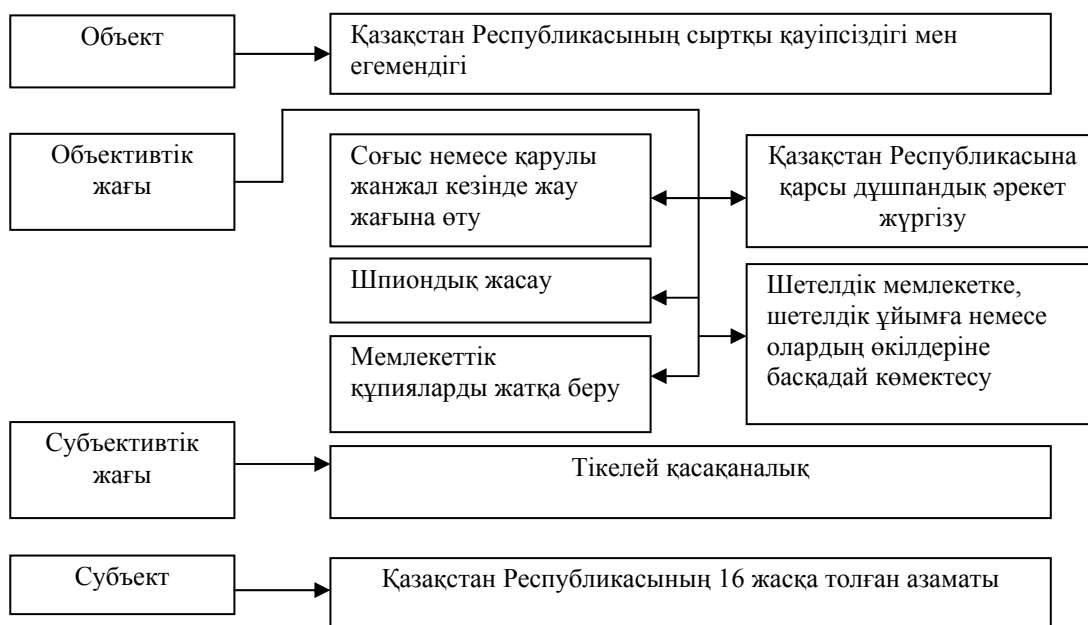 Объект
Қазақстан Республикасының сыртқы қауіпсіздігі мен
егемендігі
Объективтік
жағы
Соғыс немесе қарулы
жанжал кезінде жау
жағына өту
Қазақстан Республикасына
қарсы дұшпандық әрекет
жүргізу
Шпиондық жасау
Шетелдік мемлекетке,
шетелдік ұйымға немесе
олардың өкілдеріне
басқадай көмектесу
Мемлекеттік
құпияларды жатқа беру
Субъективтік
жағы
Тікелей қасақаналық
Субъект
Қазақстан Республикасының 16 жасқа толған азаматы